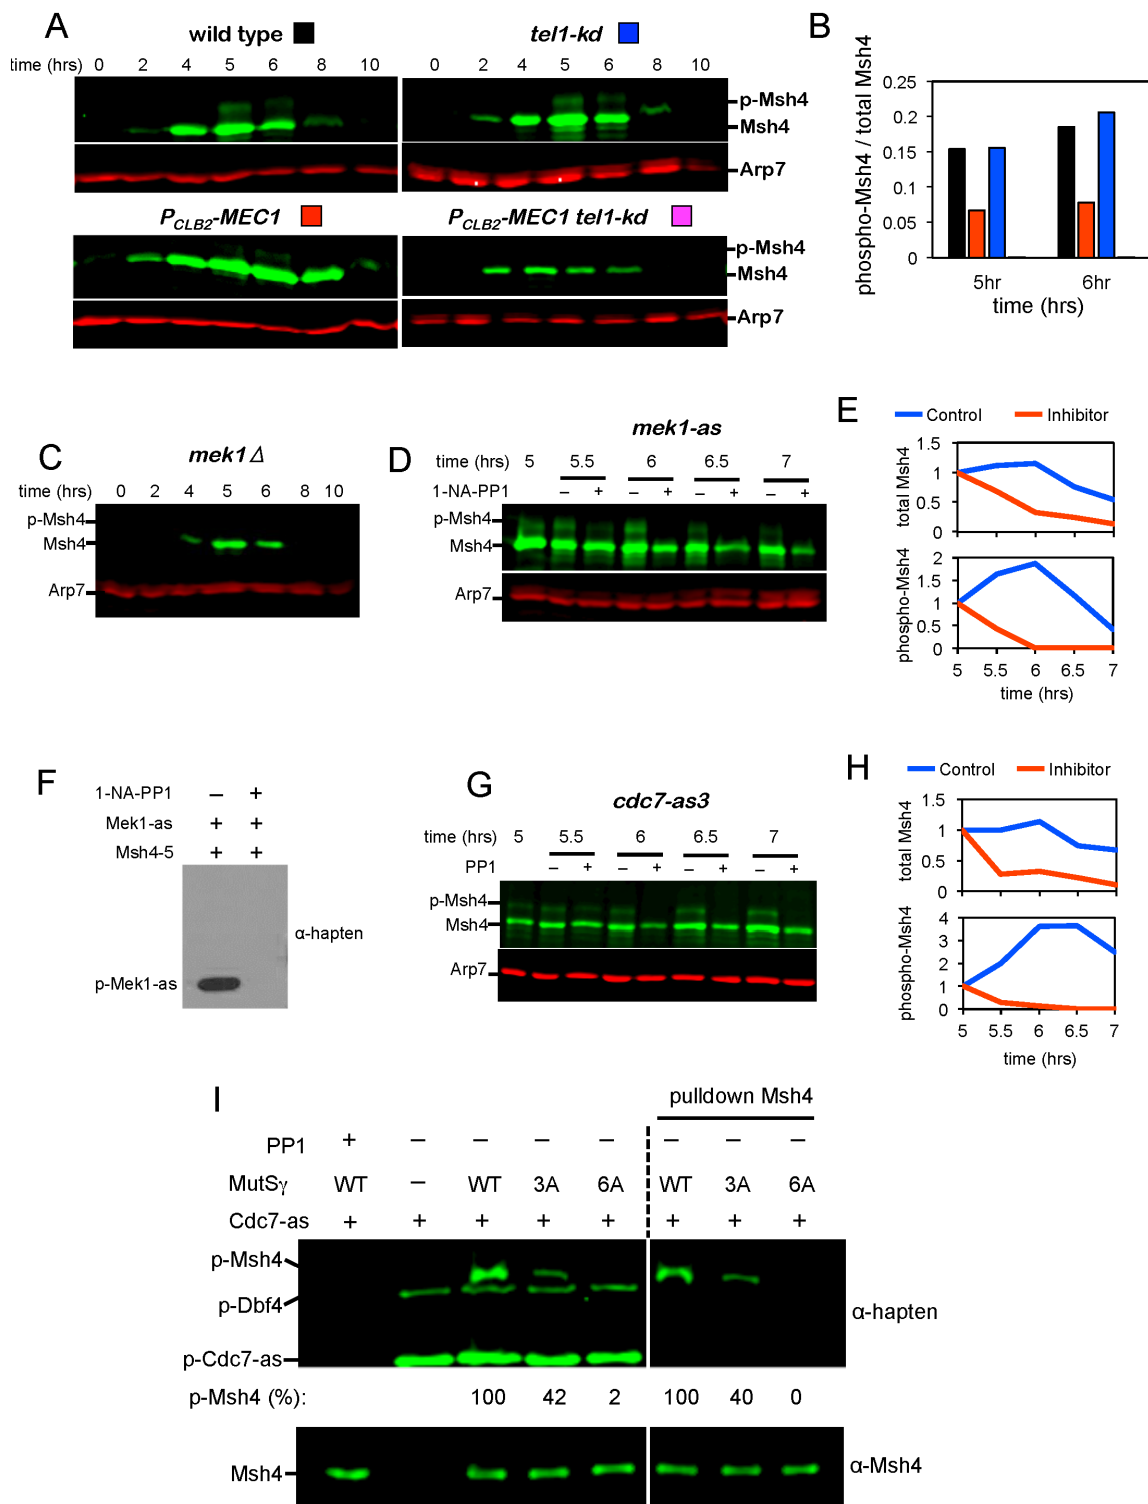 A
wild type
tel1-kd
time (hrs) 0 2 4 5 6 8 10
0 2 4 5 6 8 10
p-Msh4
Msh4
Arp7
P_CLB2-MEC1
P_CLB2-MEC1 tel1-kd
p-Msh4
Msh4
Arp7
B
phospho-Msh4 / total Msh4
0.25
0.2
0.15
0.1
0.05
0
5hr 6hr
time (hrs)
C
mek1Δ
time (hrs) 0 2 4 5 6 8 10
p-Msh4
Msh4
Arp7
D
mek1-as
time (hrs) 5 5.5 6 6.5 7
1-NA-PP1 – + – + – + – +
p-Msh4
Msh4
Arp7
E
Control Inhibitor
total Msh4
1.5
1
0.5
0
phospho-Msh4
2
1.5
1
0.5
0
5 5.5 6 6.5 7
time (hrs)
F
1-NA-PP1 – +
Mek1-as + +
Msh4-5 + +
α-hapten
p-Mek1-as
G
cdc7-as3
time (hrs) 5 5.5 6 6.5 7
PP1 – + – + – + – +
p-Msh4
Msh4
Arp7
H
Control Inhibitor
total Msh4
1.5
1
0.5
0
phospho-Msh4
4
3
2
1
0
5 5.5 6 6.5 7
time (hrs)
I
pulldown Msh4
PP1 + – – – – – – –
MutSγ WT – WT 3A 6A WT 3A 6A
Cdc7-as + + + + + + + +
p-Msh4
p-Dbf4
p-Cdc7-as
α-hapten
p-Msh4 (%): 100 42 2 100 40 0
Msh4
α-Msh4